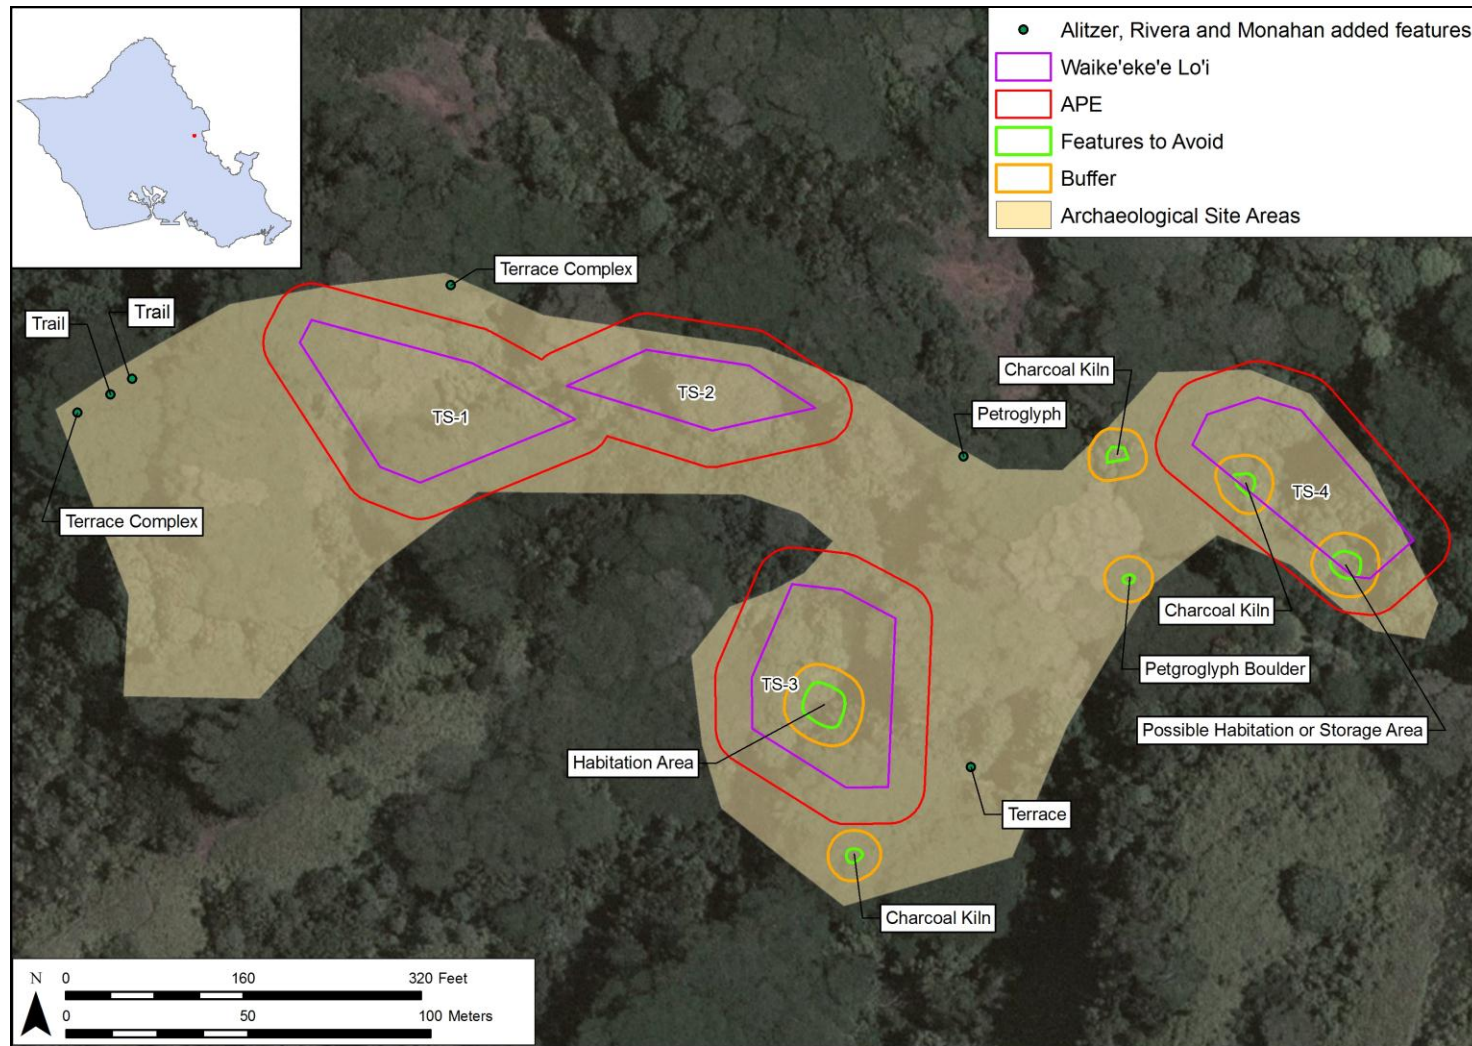 Alitzer, Rivera and Monahan added features
Waike'eke'e Lo'i
APE
Features to Avoid
Buffer
Archaeological Site Areas
Terrace Complex
Trail
Trail
Charcoal Kiln
TS-2
Petroglyph
TS-1
TS-4
Terrace Complex
Charcoal Kiln
Petgroglyph Boulder
TS-3
Possible Habitation or Storage Area
Habitation Area
Terrace
Charcoal Kiln
N 0 160 320 Feet
0 50 100 Meters